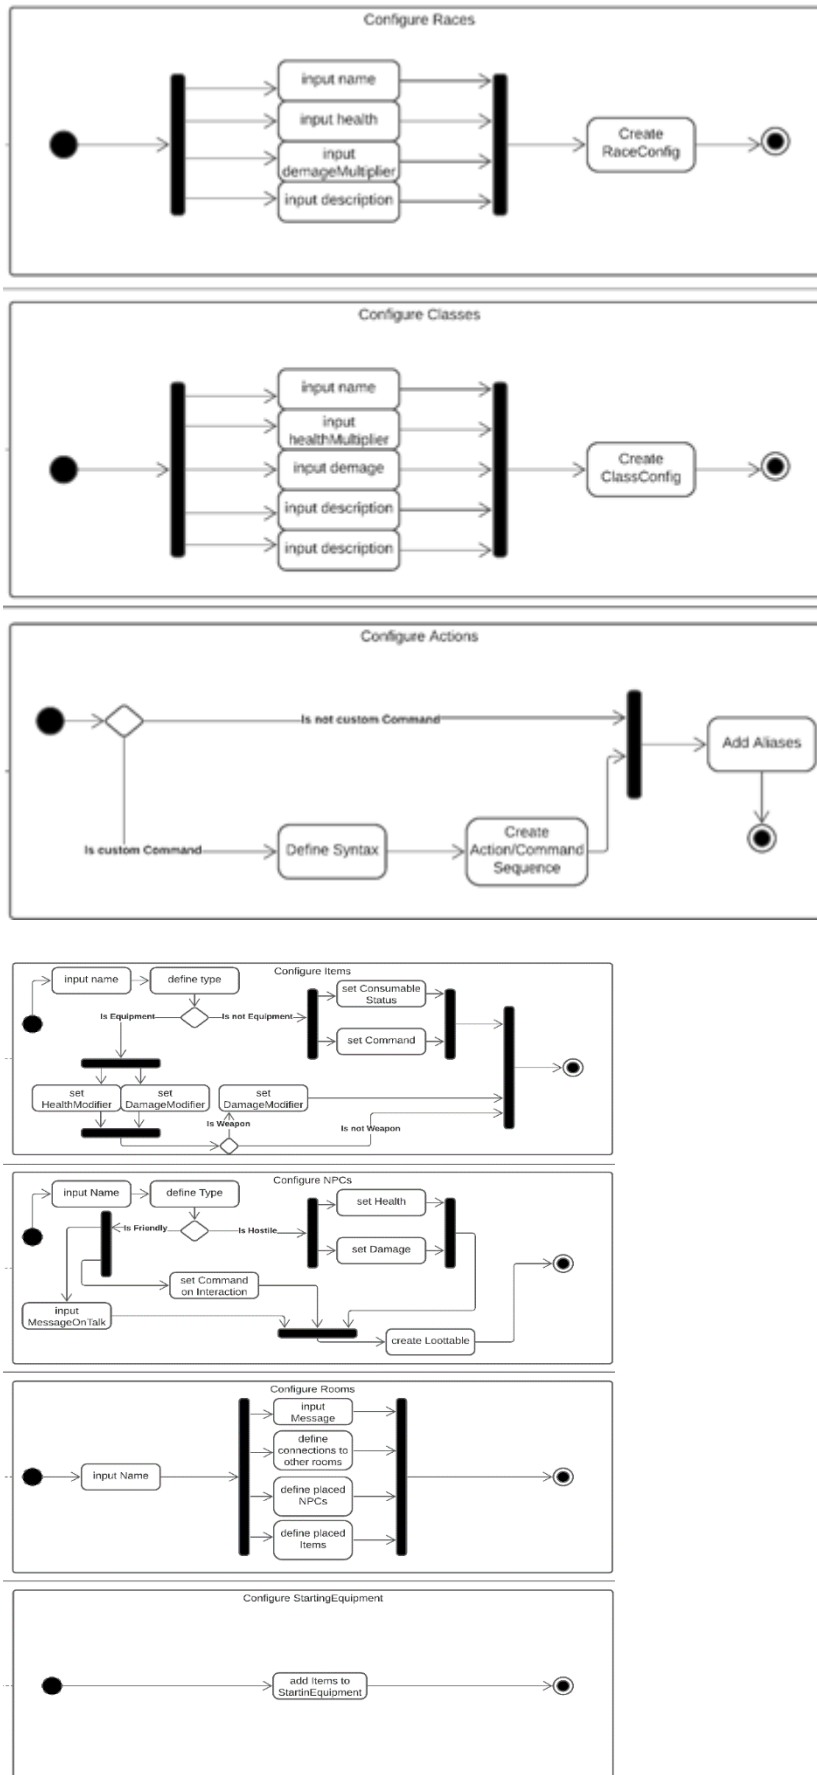 Configure Races
input name
input health
input
demageMultiplier
input description
Create
RaceConfig
Configure Classes
input name
input
healthMultiplier
input demage
input description
input description
Create
ClassConfig
Configure Actions
Is not custom Command
Add Aliases
Is custom Command
Define Syntax
Create
Action/Command
Sequence
Configure Items
input name
define type
set Consumable
Status
Is Equipment
Is not Equipment
set Command
set
HealthModifier
set
DamageModifier
set
DamageModifier
Is Weapon
Is not Weapon
Configure NPCs
input Name
define Type
set Health
Is Friendly
Is Hostile
set Damage
set Command
on Interaction
input
MessageOnTalk
create Loottable
Configure Rooms
input
Message
define
connections to
other rooms
input Name
define placed
NPCs
define placed
Items
Configure StartingEquipment
add Items to
StartinEquipment